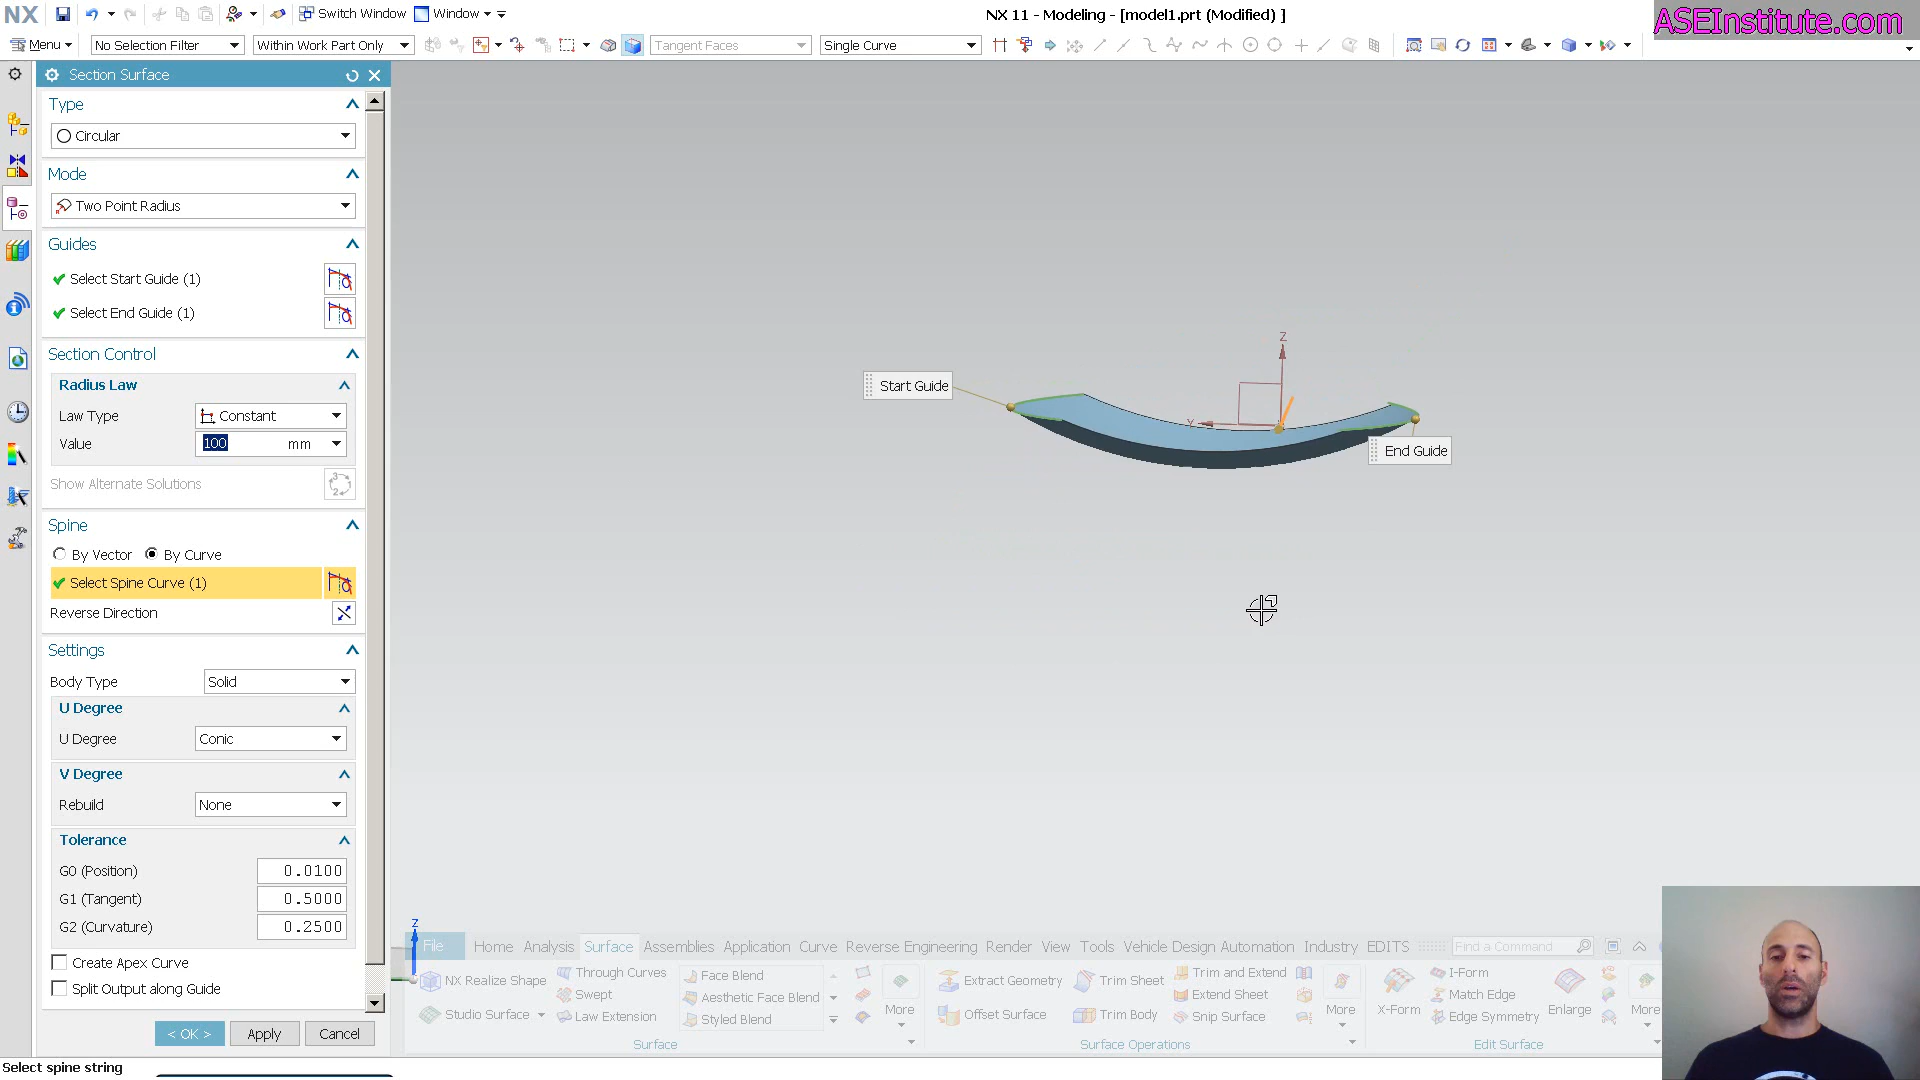 NX
Switch Window
Window
NX 11 - Modeling - [model1.prt (Modified) ]
ASEInstitute.com
Menu
No Selection Filter
Within Work Part Only
Tangent Faces
Single Curve
Section Surface
Type
Circular
Mode
Two Point Radius
Guides
Select Start Guide (1)
Select End Guide (1)
Section Control
Radius Law
Law Type
Constant
Value
100
mm
Show Alternate Solutions
Spine
By Vector
By Curve
Select Spine Curve (1)
Reverse Direction
Settings
Body Type
Solid
U Degree
U Degree
Conic
V Degree
Rebuild
None
Tolerance
G0 (Position)
0.0100
G1 (Tangent)
0.5000
G2 (Curvature)
0.2500
Create Apex Curve
Split Output along Guide
< OK >
Apply
Cancel
Select spine string
Start Guide
End Guide
Z
Y
Z
File
Home
Analysis
Surface
Assemblies
Application
Curve
Reverse Engineering
Render
View
Tools
Vehicle Design Automation
Industry
EDITS
Find a Command
NX Realize Shape
Studio Surface
Through Curves
Swept
Law Extension
Face Blend
Aesthetic Face Blend
Styled Blend
More
Surface
Extract Geometry
Offset Surface
Trim Sheet
Trim Body
Trim and Extend
Extend Sheet
Snip Surface
More
Surface Operations
X-Form
I-Form
Match Edge
Edge Symmetry
Enlarge
More
Edit Surface